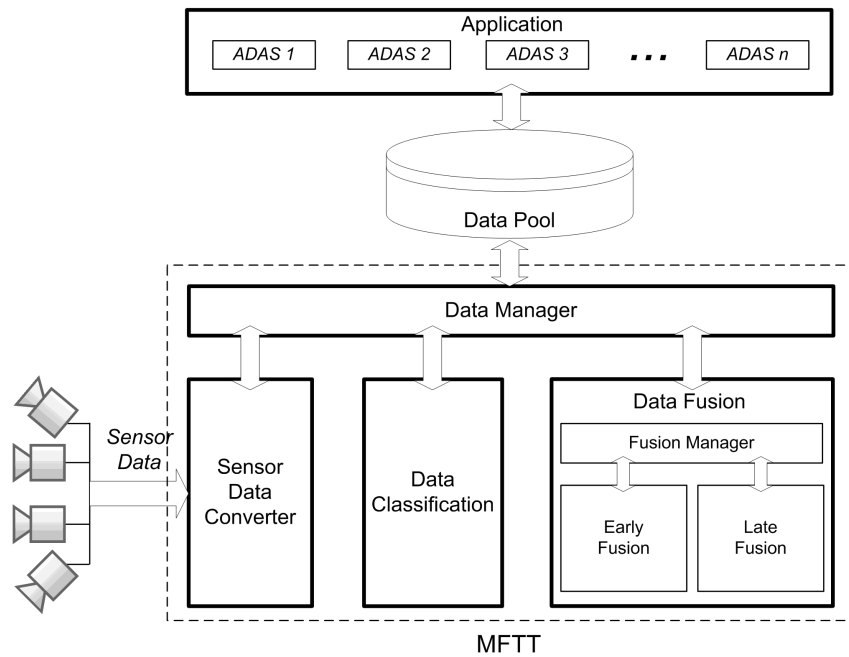 Application
ADAS 1 ADAS 2 ADAS 3 ... ADAS n
Data Pool
Data Manager
Sensor
Data
Sensor
Data
Converter
Data
Classification
Data Fusion
Fusion Manager
Early
Fusion
Late
Fusion
MFTT